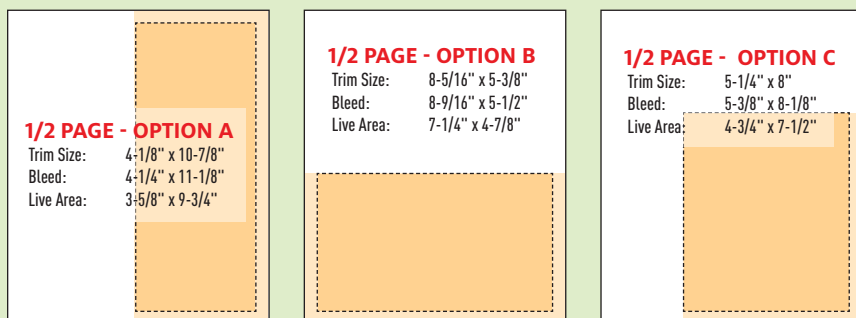 1/2 PAGE - OPTION A
Trim Size: 4-1/8" x 10-7/8"
Bleed: 4-1/4" x 11-1/8"
Live Area: 3-5/8" x 9-3/4"
1/2 PAGE - OPTION B
Trim Size: 8-5/16" x 5-3/8"
Bleed: 8-9/16" x 5-1/2"
Live Area: 7-1/4" x 4-7/8"
1/2 PAGE - OPTION C
Trim Size: 5-1/4" x 8"
Bleed: 5-3/8" x 8-1/8"
Live Area: 4-3/4" x 7-1/2"